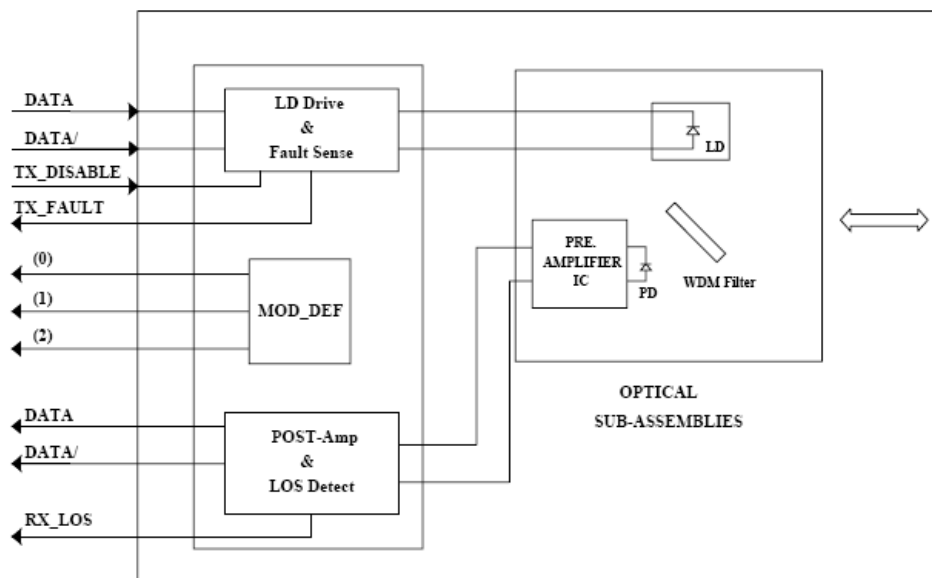 DATA
DATA/
TX_DISABLE
TX_FAULT
(0)
(1)
(2)
DATA
DATA/
RX_LOS
LD Drive
&
Fault Sense
MOD_DEF
POST-Amp
&
LOS Detect
LD
PRE.
AMPLIFIER
IC
PD
WDM Filter
OPTICAL
SUB-ASSEMBLIES